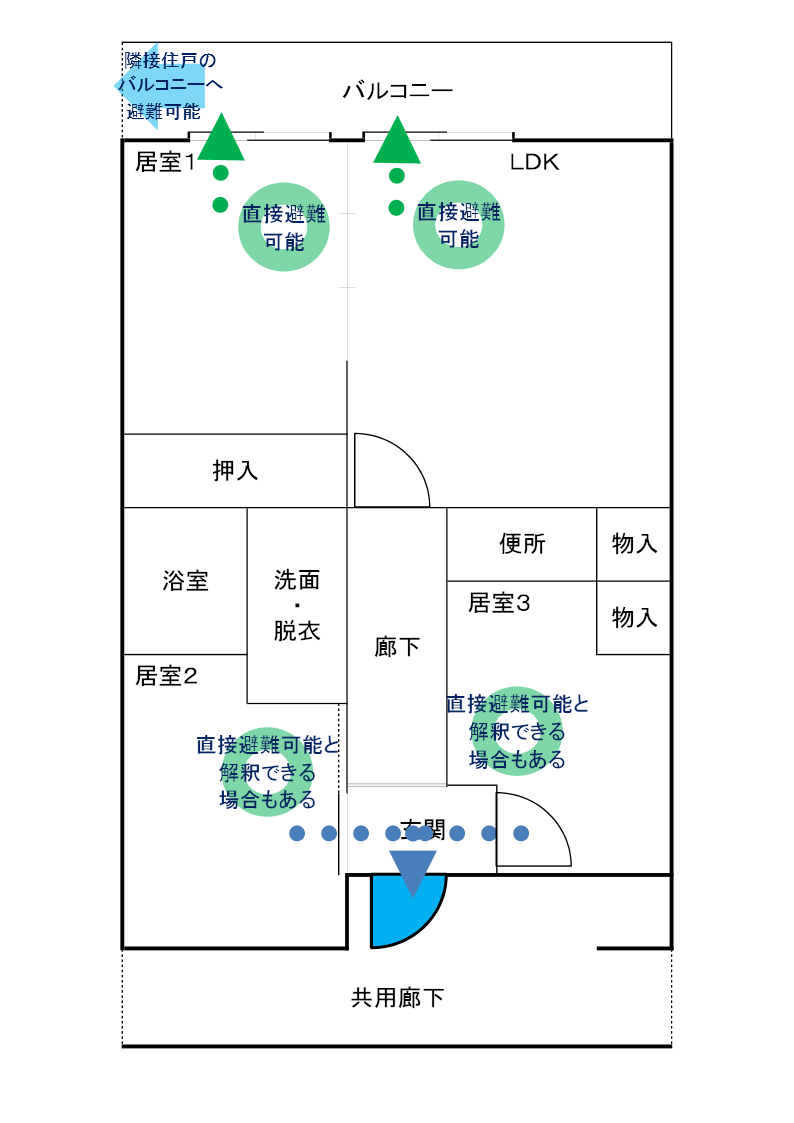 隣接住戸の
バルコニーへ
避難可能
バルコニー
居室１
LDK
直接避難
可能
直接避難
可能
押入
浴室
洗面
・
脱衣
廊下
便所
物入
居室３
物入
居室２
直接避難可能と
解釈できる
場合もある
直接避難可能と
解釈できる
場合もある
玄関
共用廊下